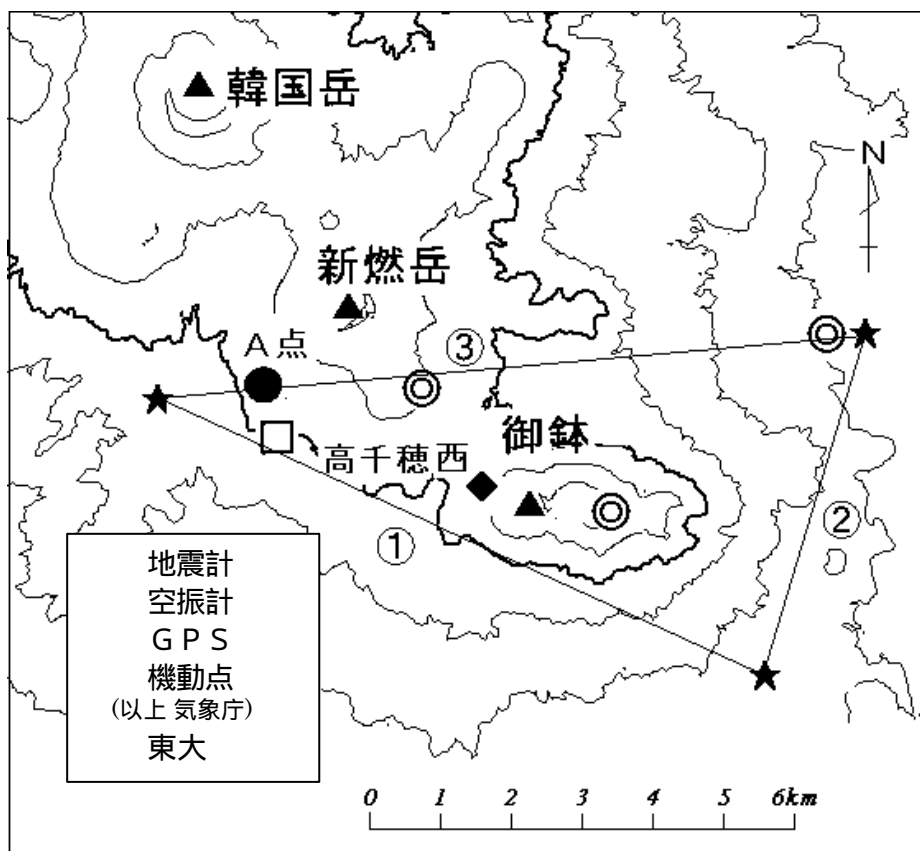 韓国岳
N
新燃岳
A点
③
御鉢
高千穂西
②
①
地震計
空振計
GPS
機動点
(以上 気象庁)
東大
0 1 2 3 4 5 6km